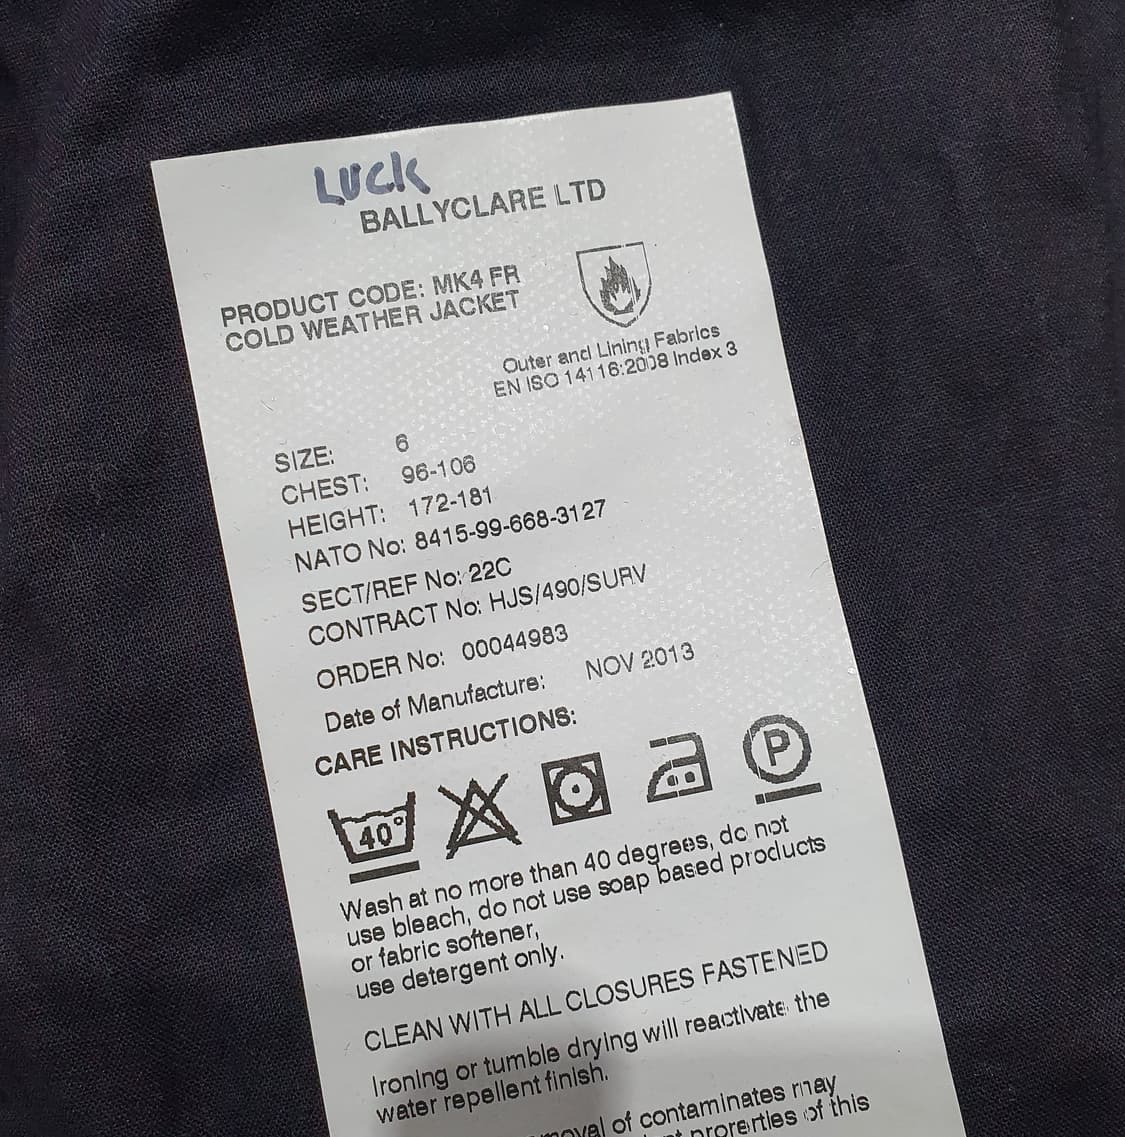 LUCK
BALLYCLARE LTD
PRODUCT CODE: MK4 FR
COLD WEATHER JACKET
Outer and Lining Fabrics
EN ISO 14116:2008 Index 3
SIZE: 6
CHEST: 96-106
HEIGHT: 172-181
NATO No: 8415-99-668-3127
SECT/REF No: 22C
CONTRACT No: HJS/490/SURV
ORDER No: 00044983
Date of Manufacture: NOV 2013
CARE INSTRUCTIONS:
40°
P
Wash at no more than 40 degrees, do not
use bleach, do not use soap based products
or fabric softener,
use detergent only.
CLEAN WITH ALL CLOSURES FASTENED
Ironing or tumble drying will reactivate the
water repellent finish.
of contaminates may
properties of this